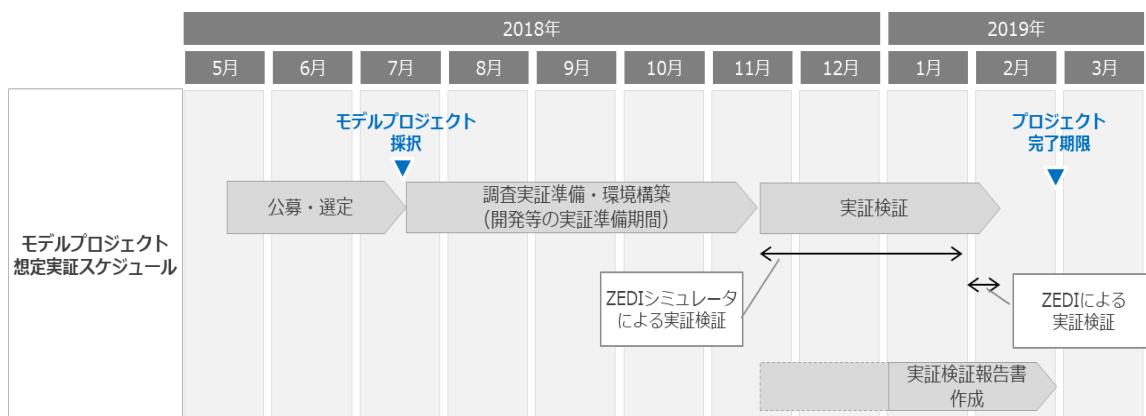 2018年
2019年
5月
6月
7月
8月
9月
10月
11月
12月
1月
2月
3月
モデルプロジェクト
採択
プロジェクト
完了期限
公募・選定
調査実証準備・環境構築
(開発等の実証準備期間)
実証検証
モデルプロジェクト
想定実証スケジュール
ZEDIシミュレータ
による実証検証
ZEDIによる
実証検証
実証検証報告書
作成